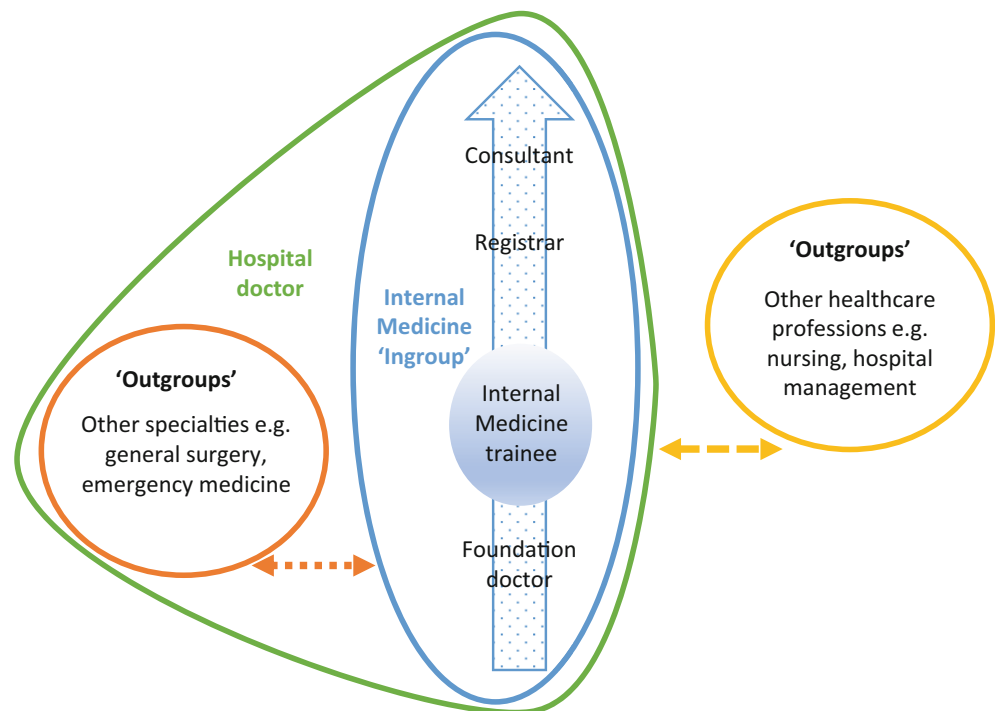 Consultant
Registrar
Hospital
doctor
Internal
Medicine
'Ingroup'
'Outgroups'
Other healthcare
professions e.g.
nursing, hospital
management
'Outgroups'
Other specialties e.g.
general surgery,
emergency medicine
Internal
Medicine
trainee
Foundation
doctor